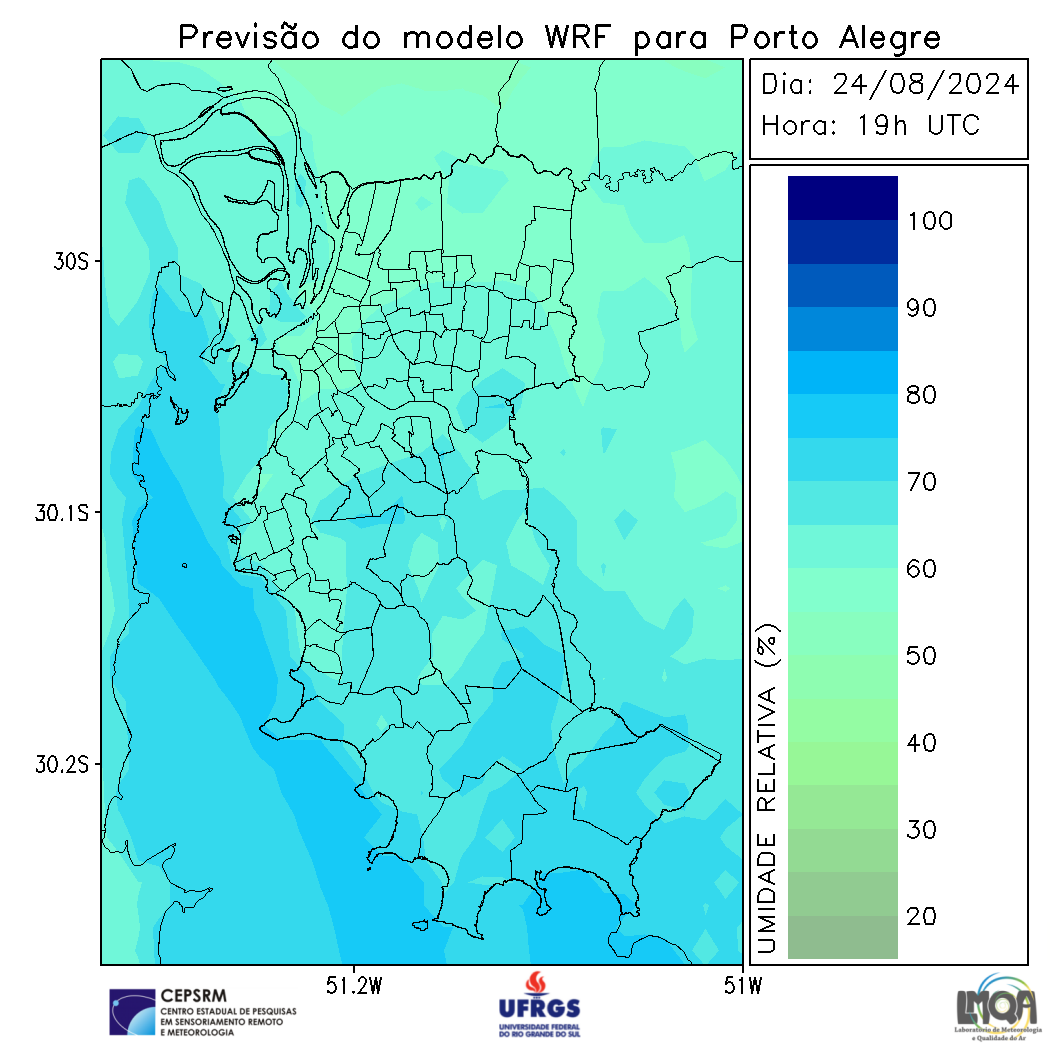 Previsão do modelo WRF para Porto Alegre
Dia: 24/08/2024
Hora: 19h UTC
30S
30.1S
30.2S
51.2W
51W
UMIDADE RELATIVA (%)
100
90
80
70
60
50
40
30
20
CEPSRM
CENTRO ESTADUAL DE PESQUISAS
EM SENSORIAMENTO REMOTO
E METEOROLOGIA
UFRGS
UNIVERSIDADE FEDERAL
DO RIO GRANDE DO SUL
LMQA
Laboratório de Meteorologia
e Qualidade do Ar